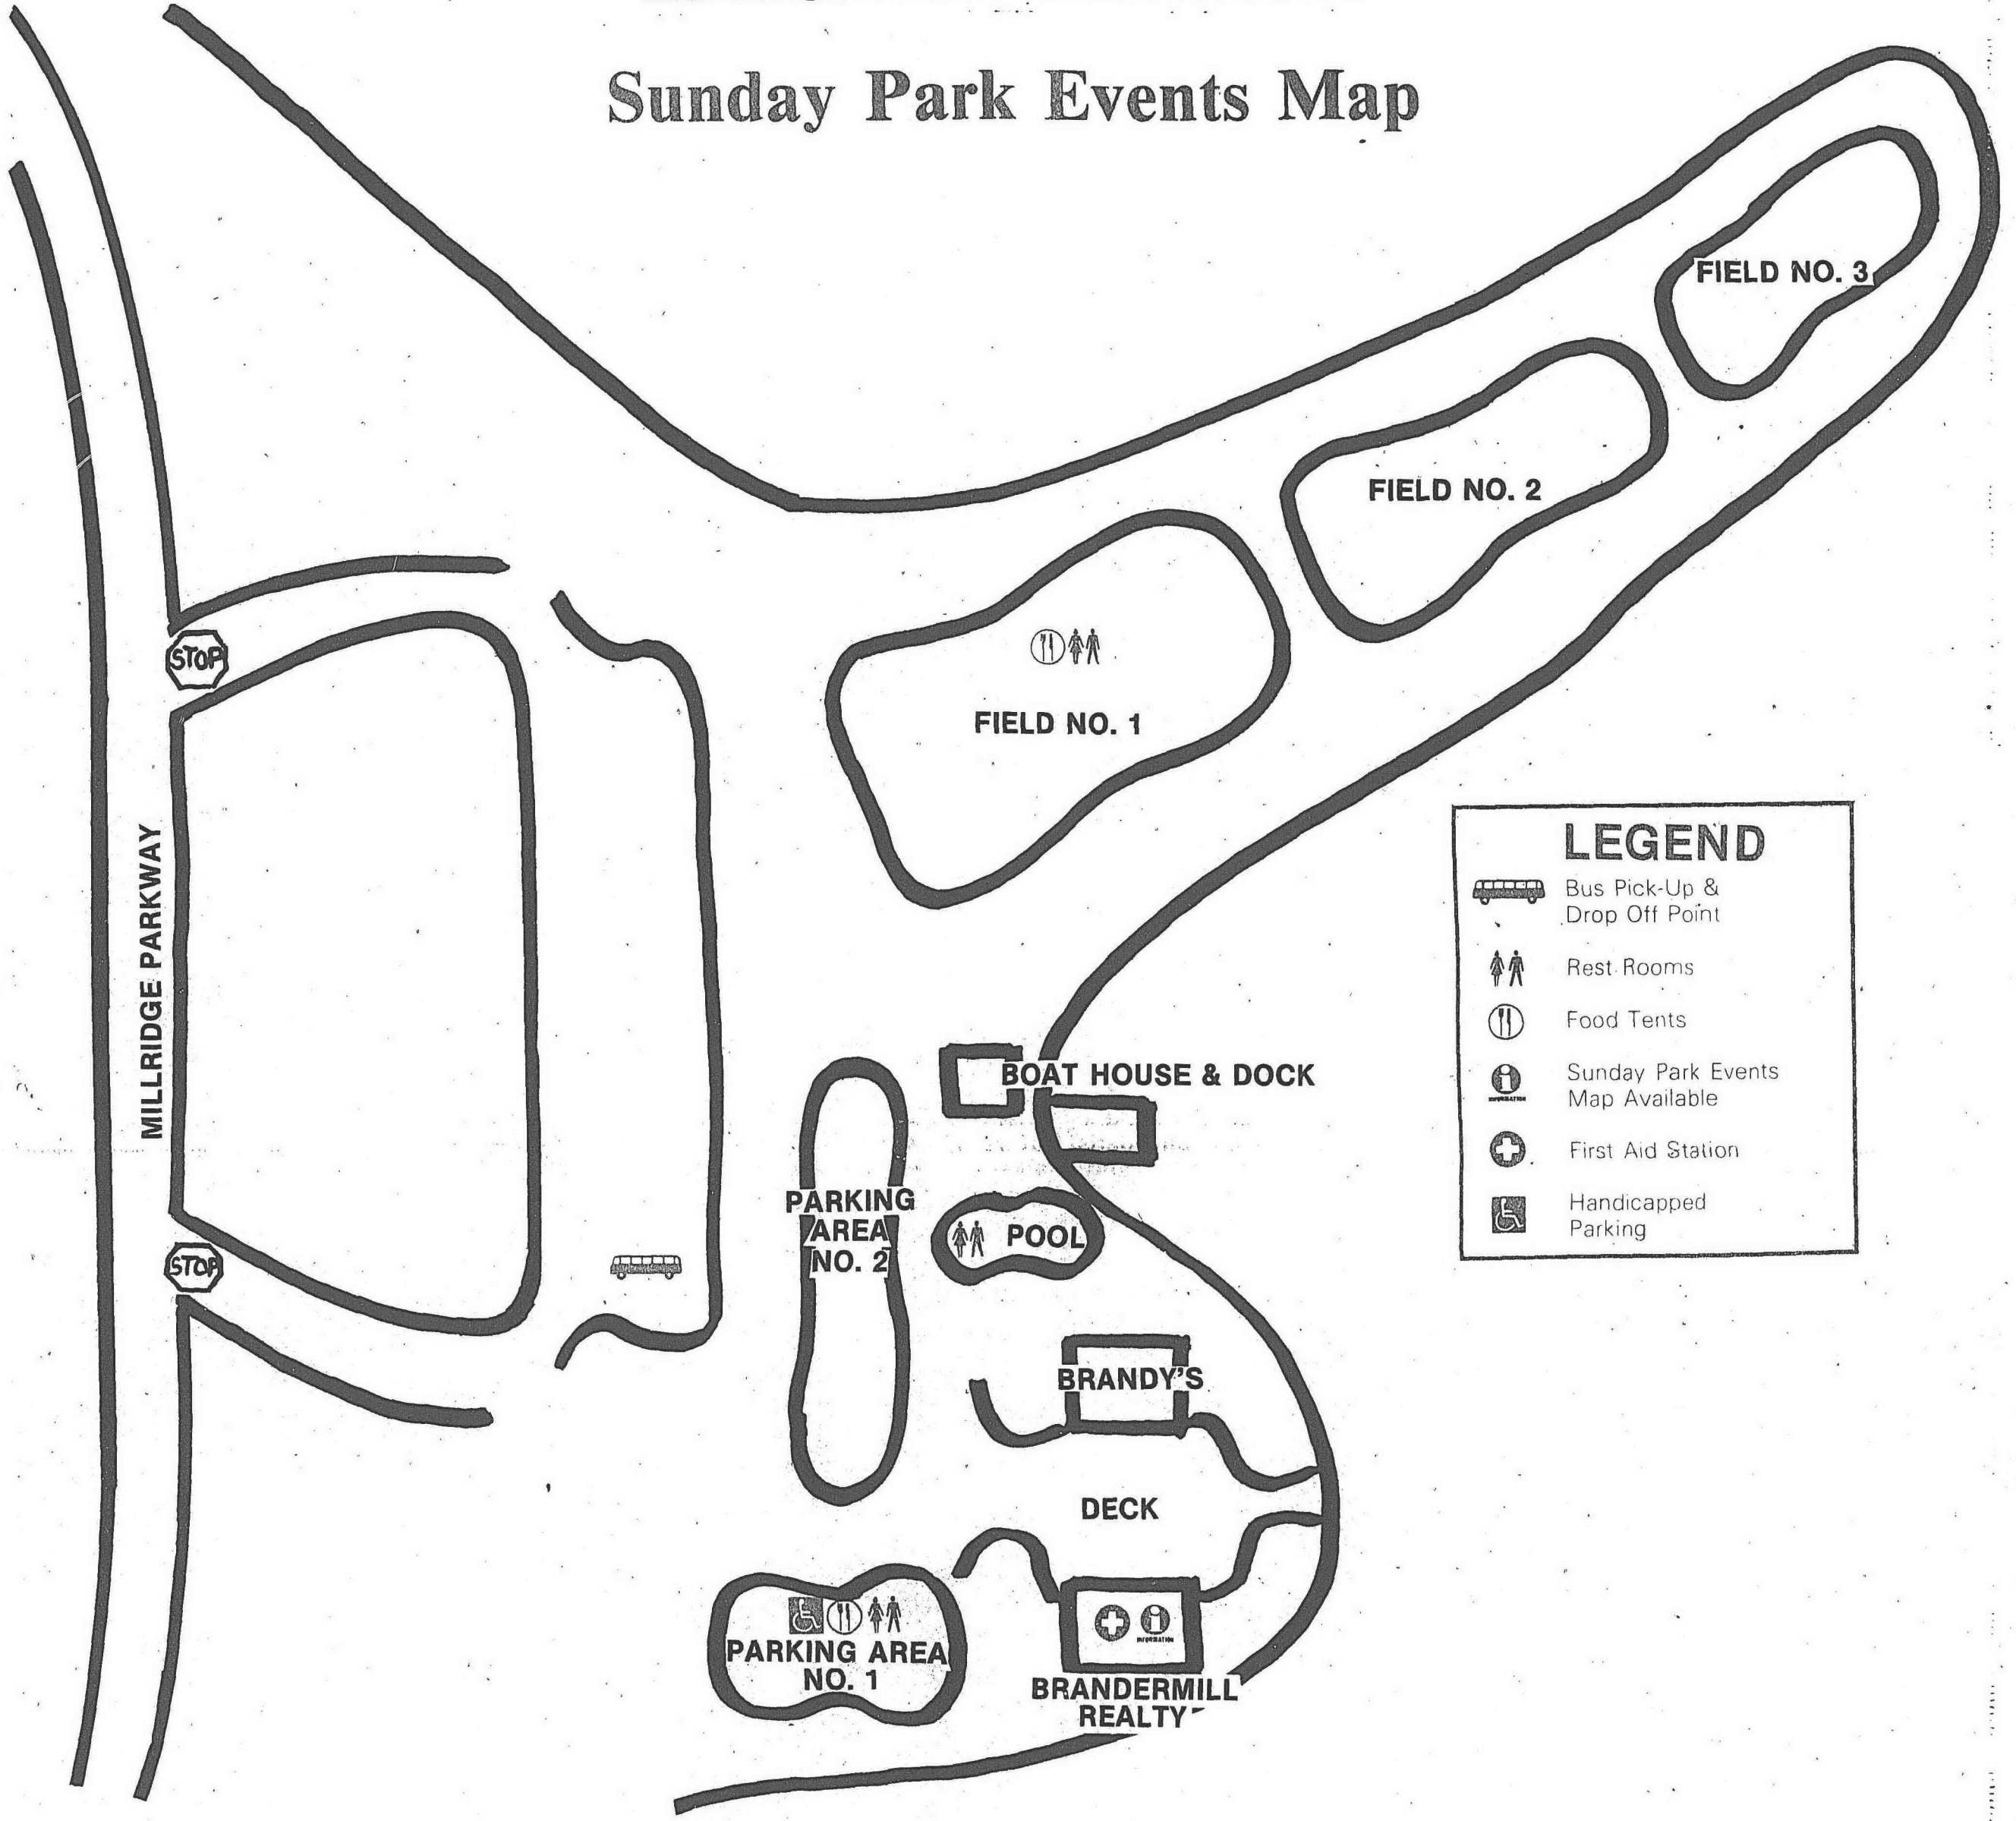 Sunday Park Events Map
FIELD NO. 3
FIELD NO. 2
FIELD NO. 1
STOP
MILLRIDGE PARKWAY
LEGEND
Bus Pick-Up &
Drop Off Point
Rest Rooms
Food Tents
INFORMATION
Sunday Park Events
Map Available
First Aid Station
Handicapped
Parking
BOAT HOUSE & DOCK
PARKING
AREA
NO. 2
POOL
STOP
BRANDY'S
DECK
PARKING AREA
NO. 1
INFORMATION
BRANDERMILL
REALTY